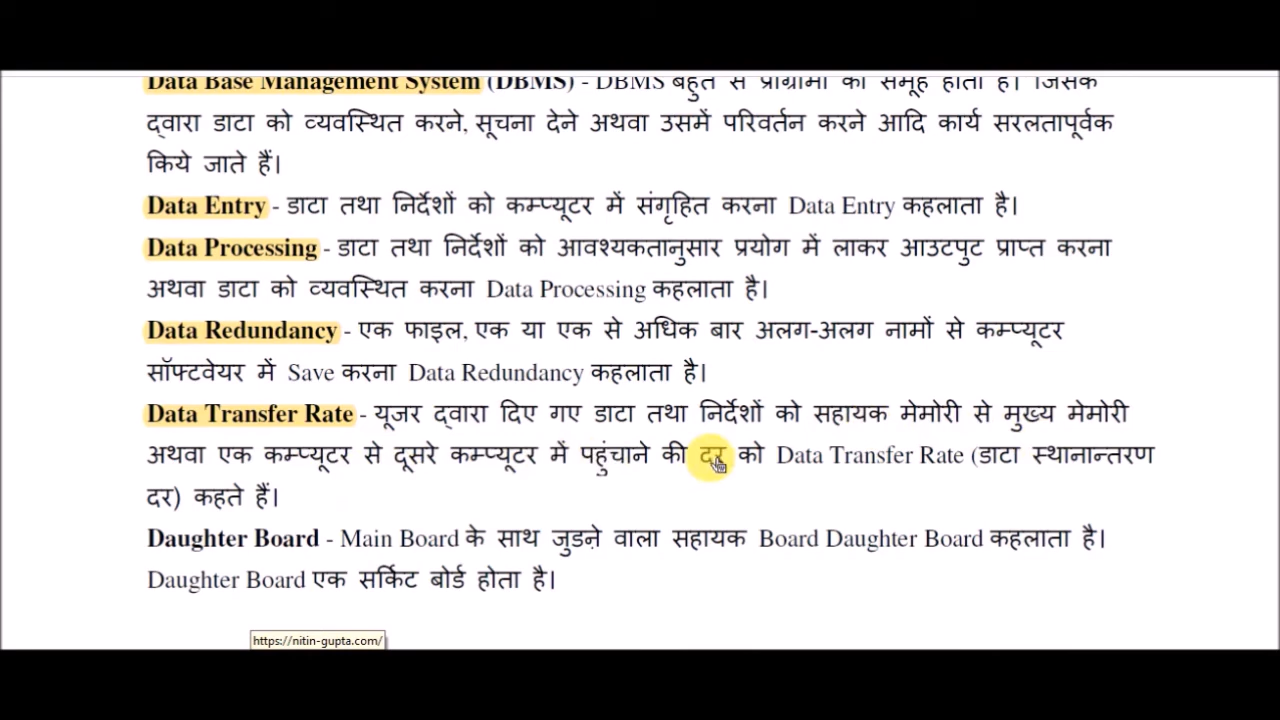 Data Base Management System (DBMS) - DBMS बहुत से प्रोग्रामों का समूह होता है। जिसके
द्वारा डाटा को व्यवस्थित करने, सूचना देने अथवा उसमें परिवर्तन करने आदि कार्य सरलतापूर्वक
किये जाते हैं।
Data Entry - डाटा तथा निर्देशों को कम्प्यूटर में संगृहित करना Data Entry कहलाता है।
Data Processing - डाटा तथा निर्देशों को आवश्यकतानुसार प्रयोग में लाकर आउटपुट प्राप्त करना
अथवा डाटा को व्यवस्थित करना Data Processing कहलाता है।
Data Redundancy - एक फाइल, एक या एक से अधिक बार अलग-अलग नामों से कम्प्यूटर
सॉफ्टवेयर में Save करना Data Redundancy कहलाता है।
Data Transfer Rate - यूजर द्वारा दिए गए डाटा तथा निर्देशों को सहायक मेमोरी से मुख्य मेमोरी
अथवा एक कम्प्यूटर से दूसरे कम्प्यूटर में पहुंचाने की दर को Data Transfer Rate (डाटा स्थानान्तरण
दर) कहते हैं।
Daughter Board - Main Board के साथ जुडऩे वाला सहायक Board Daughter Board कहलाता है।
Daughter Board एक सर्किट बोर्ड होता है।
https://nitin-gupta.com/